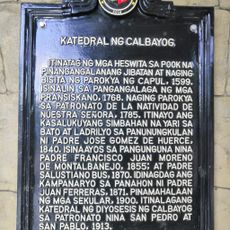 KATEDRAL NG CALBAYOG
ITINATAG NG MGA HESWITA SA POOK NA
PINANGANGALANANG JIBATAN AT NAGING
BISITA NG PAROKYA NG CAPUL, 1599.
ISINALIN SA PANGANGALAGA NG MGA
PRANSISKANO, 1768. NAGING PAROKYA
SA PATRONATO DE LA NATIVIDAD DE
NUESTRA SEÑORA, 1785. ITINAYO ANG
KASALUKUYANG SIMBAHAN NA YARI SA
BATO AT LADRILYO SA PANUNUNGKULAN
NI PADRE JOSE GOMEZ DE HUERCE,
1840. ISINAYOS SA PANGUNGUNA NINA
PADRE FRANCISCO JUAN MORENO
DE MONTALBANEJO, 1855; AT PADRE
SALUSTIANO BUS, 1870. IDINAGDAG ANG
KAMPANARYO SA PANAHON NI PADRE
JUAN FERRERAS, 1871. PINAMAHALAAN
NG MGA SEKULAR, 1900. ITINALAGANG
KATEDRAL NG DIYOSESIS NG CALBAYOG
SA PATRONATO NINA SAN PEDRO AT
SAN PABLO, 1913.